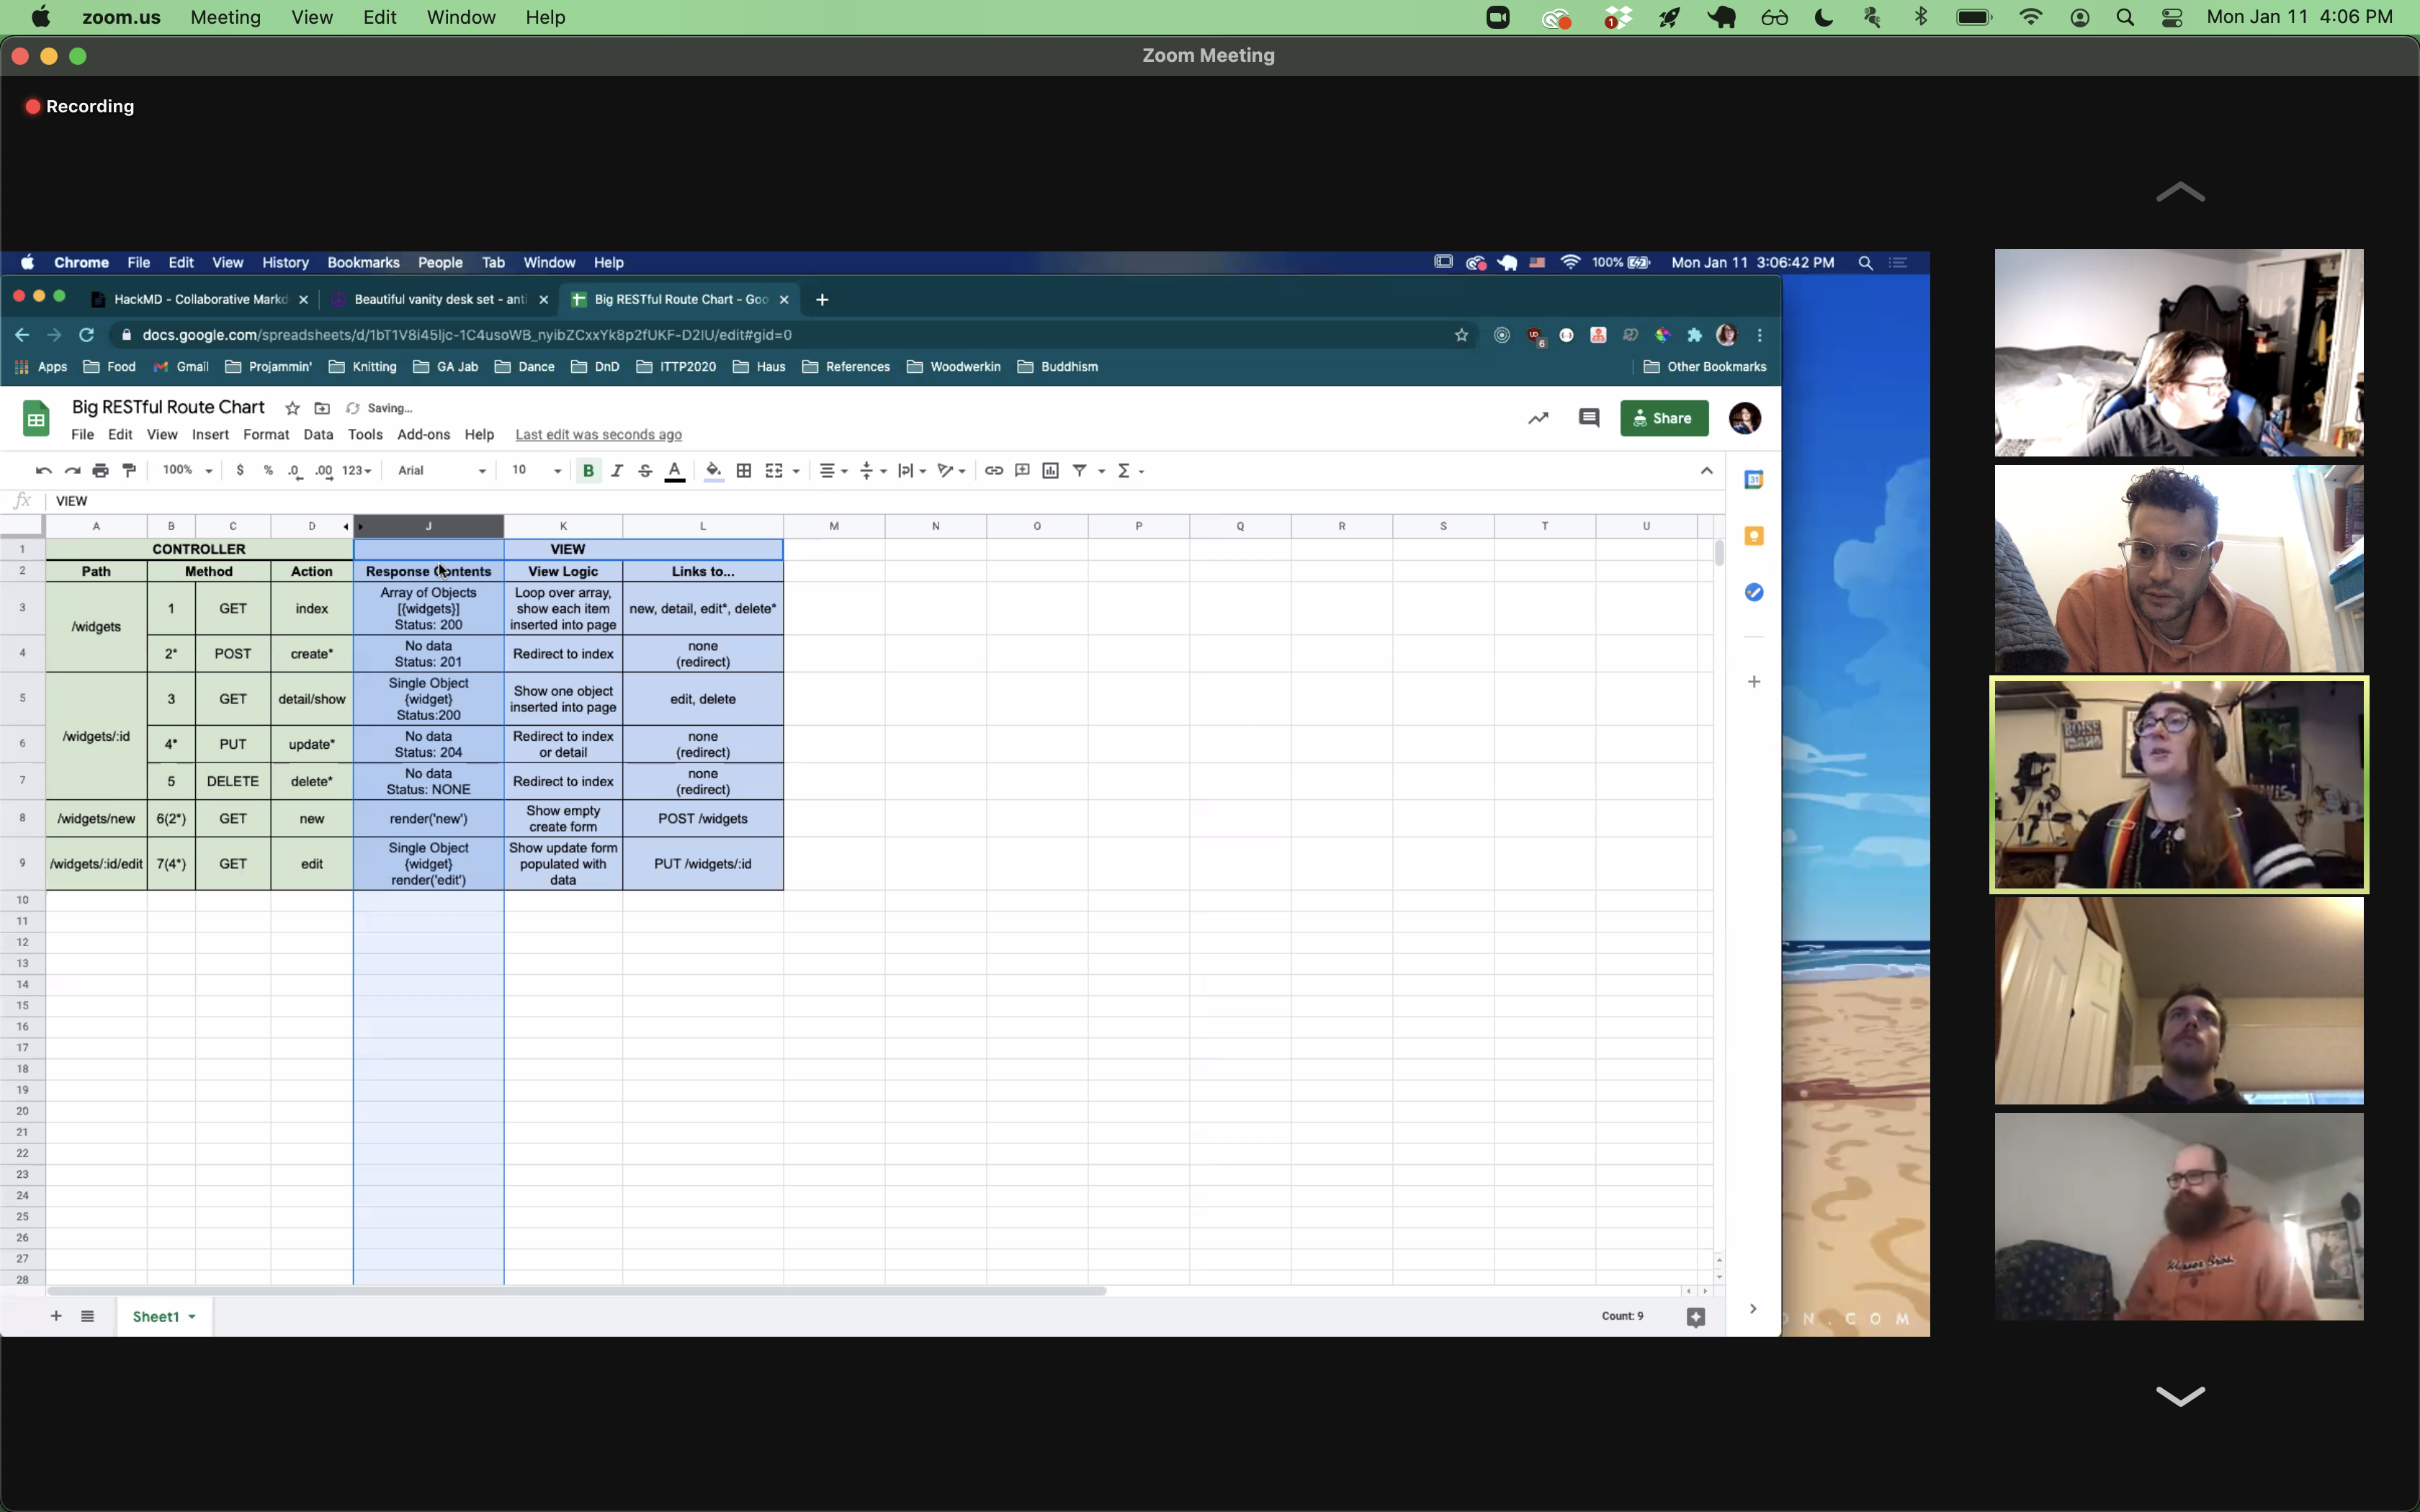 zoom.us Meeting View Edit Window Help
1
Mon Jan 11 4:06 PM
Zoom Meeting
Recording
Chrome File Edit View History Bookmarks People Tab Window Help
100% Mon Jan 11 3:06:42 PM
HackMD - Collaborative Markd
Beautiful vanity desk set - anti
Big RESTful Route Chart - Goo
docs.google.com/spreadsheets/d/1bT1V8i45ljc-1C4usoWB_nyibZCxxYk8p2fUKF-D2lU/edit#gid=0
6
Apps Food Gmail Projammin' Knitting GA Jab Dance DnD ITTP2020 Haus References Woodwerkin Buddhism Other Bookmarks
Big RESTful Route Chart Saving...
Share
File Edit View Insert Format Data Tools Add-ons Help Last edit was seconds ago
100% $ % .0 .00 123 Arial 10 B I S A Σ
31
fx VIEW
A B C D J K L M N O P Q R S T U
1 CONTROLLER VIEW
2 Path Method Action Response Contents View Logic Links to...
3 /widgets 1 GET index
Array of Objects
[{widgets}]
Status: 200
Loop over array,
show each item
inserted into page
new, detail, edit*, delete*
4 2* POST create*
No data
Status: 201
Redirect to index
none
(redirect)
5 /widgets/:id 3 GET detail/show
Single Object
{widget}
Status:200
Show one object
inserted into page
edit, delete
6 4* PUT update*
No data
Status: 204
Redirect to index
or detail
none
(redirect)
7 5 DELETE delete*
No data
Status: NONE
Redirect to index
none
(redirect)
8 /widgets/new 6(2*) GET new
render('new')
Show empty
create form
POST /widgets
9 /widgets/:id/edit 7(4*) GET edit
Single Object
{widget}
render('edit')
Show update form
populated with
data
PUT /widgets/:id
10
11
12
13
14
15
16
17
18
19
20
21
22
23
24
25
26
27
28
Sheet1
Count: 9
N.COM
BOISE
IDAHO